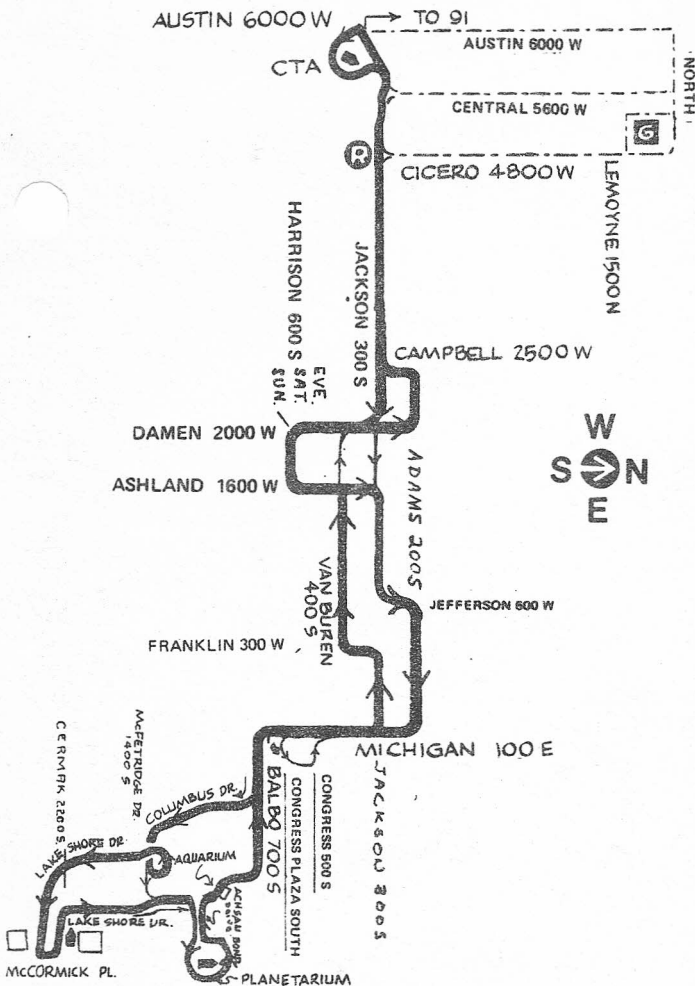 AUSTIN 6000 W
TO 91
CTA
AUSTIN 6000 W
NORTH
CENTRAL 5600 W
G
R
CICERO 4800 W
LEMOYNE 1500 N
HARRISON 600 S
EVE.
SAT.
SUN.
JACKSON 300 S
CAMPBELL 2500 W
DAMEN 2000 W
ASHLAND 1600 W
ADAMS 200 S
W
S N
E
VAN BUREN
400 S
JEFFERSON 600 W
FRANKLIN 300 W
MICHIGAN 100 E
JACKSON 300 S
CONGRESS 500 S
CONGRESS PLAZA SOUTH
BALBO 700 S
McFETRIDGE DR.
1400 S
CERMAK 2200 S.
COLUMBUS DR.
LAKE SHORE DR.
AQUARIUM
LAKE SHORE DR.
McCORMICK PL.
PLANETARIUM